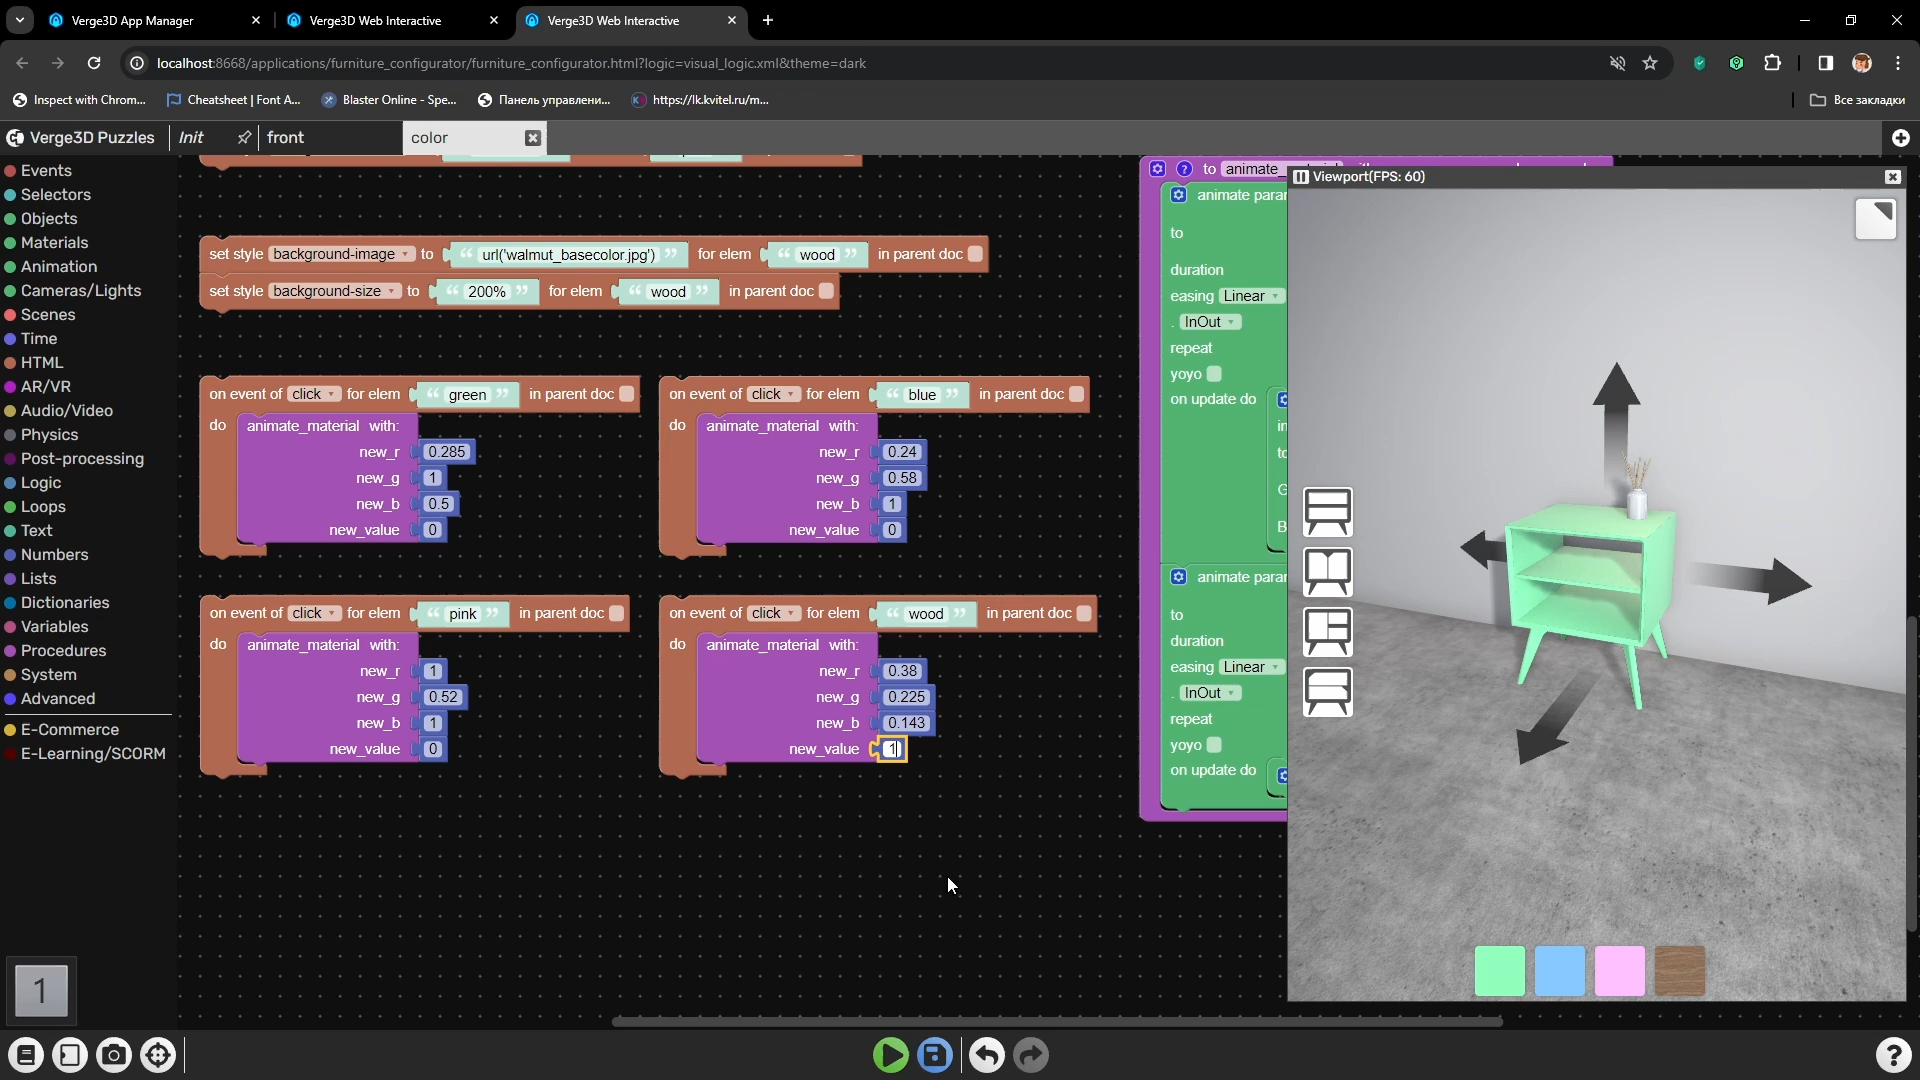 Verge3D App Manager
Verge3D Web Interactive
Verge3D Web Interactive
localhost:8668/applications/furniture_configurator/furniture_configurator.html?logic=visual_logic.xml&theme=dark
Inspect with Chrom...
Cheatsheet | Font A...
Blaster Online - Spe...
Панель управлени...
https://lk.kvitel.ru/m...
Все закладки
Verge3D Puzzles
Init
front
color
Events
Selectors
Objects
Materials
Animation
Cameras/Lights
Scenes
Time
HTML
AR/VR
Audio/Video
Physics
Post-processing
Logic
Loops
Text
Numbers
Lists
Dictionaries
Variables
Procedures
System
Advanced
E-Commerce
E-Learning/SCORM
1
set style background-image to “ url('walmut_basecolor.jpg') ” for elem “ wood ” in parent doc
set style background-size to “ 200% ” for elem “ wood ” in parent doc
on event of click for elem “ green ” in parent doc
do animate_material with:
new_r 0.285
new_g 1
new_b 0.5
new_value 0
on event of click for elem “ blue ” in parent doc
do animate_material with:
new_r 0.24
new_g 0.58
new_b 1
new_value 0
on event of click for elem “ pink ” in parent doc
do animate_material with:
new_r 1
new_g 0.52
new_b 1
new_value 0
on event of click for elem “ wood ” in parent doc
do animate_material with:
new_r 0.38
new_g 0.225
new_b 0.143
new_value 1
? to animate_
animate para
to
duration
easing Linear
. InOut
repeat
yoyo
on update do
animate para
to
duration
easing Linear
. InOut
repeat
yoyo
on update do
Viewport(FPS: 60)
?